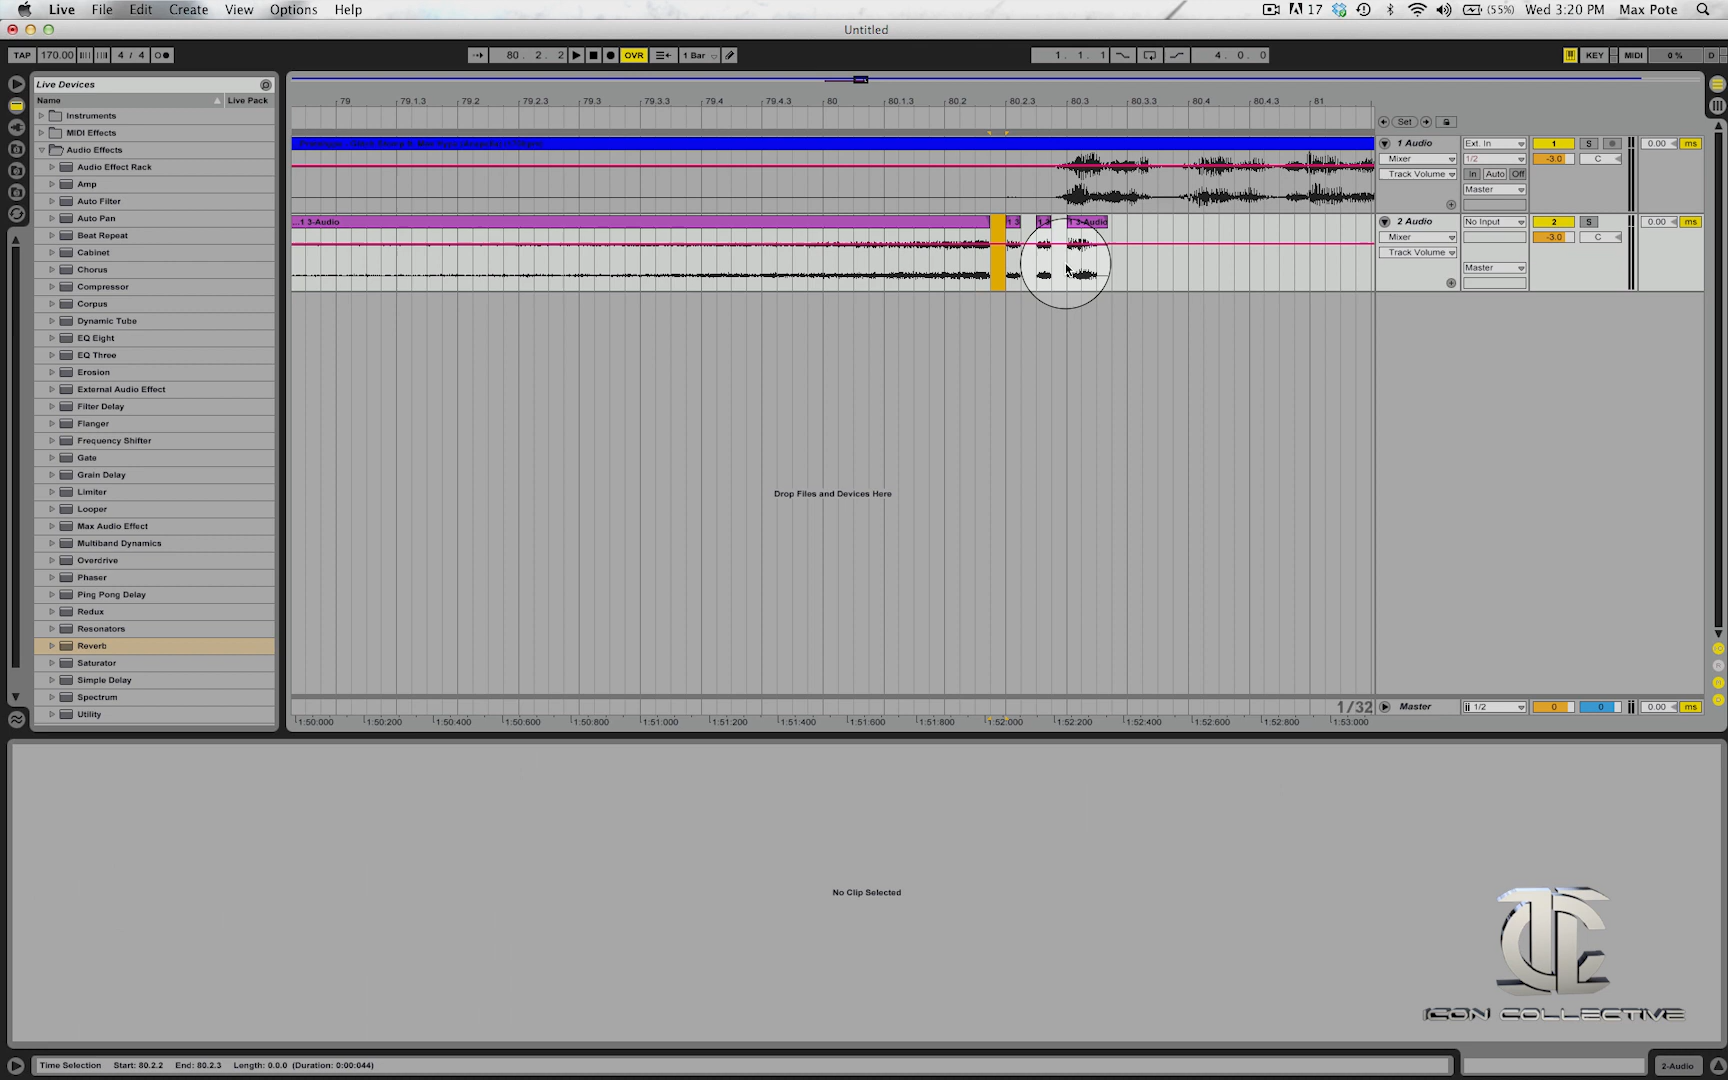 Live File Edit View Create Options Help
17 (55%) Wed 3:20 PM Max Pote
Untitled
TAP 170.00 4 / 4
80. 2. 2 OVR 1 Bar
1. 1. 1 4. 0. 0
KEY MIDI 0 % D
Live Devices
Name Live Pack
Instruments
MIDI Effects
Audio Effects
Audio Effect Rack
Amp
Auto Filter
Auto Pan
Beat Repeat
Cabinet
Chorus
Compressor
Corpus
Dynamic Tube
EQ Eight
EQ Three
Erosion
External Audio Effect
Filter Delay
Flanger
Frequency Shifter
Gate
Grain Delay
Limiter
Looper
Max Audio Effect
Multiband Dynamics
Overdrive
Phaser
Ping Pong Delay
Redux
Resonators
Reverb
Saturator
Simple Delay
Spectrum
Utility
79 79.1.3 79.2 79.2.3 79.3 79.3.3 79.4 79.4.3 80 80.1.3 80.2 80.2.3 80.3 80.3.3 80.4 80.4.3 81
Set
1 Audio Ext. In 1 S 0.00 ms
Mixer 1/2 -3.0 C
Track Volume In Auto Off
Master
...1 3-Audio 1 3 1 3 1 3-Audio
2 Audio No Input 2 S 0.00 ms
Mixer -3.0 C
Track Volume
Master
Drop Files and Devices Here
1/32
Master 1/2 0 0 0.00 ms
1:50:000 1:50:200 1:50:400 1:50:600 1:50:800 1:51:000 1:51:200 1:51:400 1:51:600 1:51:800 1:52:000 1:52:200 1:52:400 1:52:600 1:52:800 1:53:000
No Clip Selected
ICON COLLECTIVE
Time Selection Start: 80.2.2 End: 80.2.3 Length: 0.0.0 (Duration: 0:00:044)
2-Audio